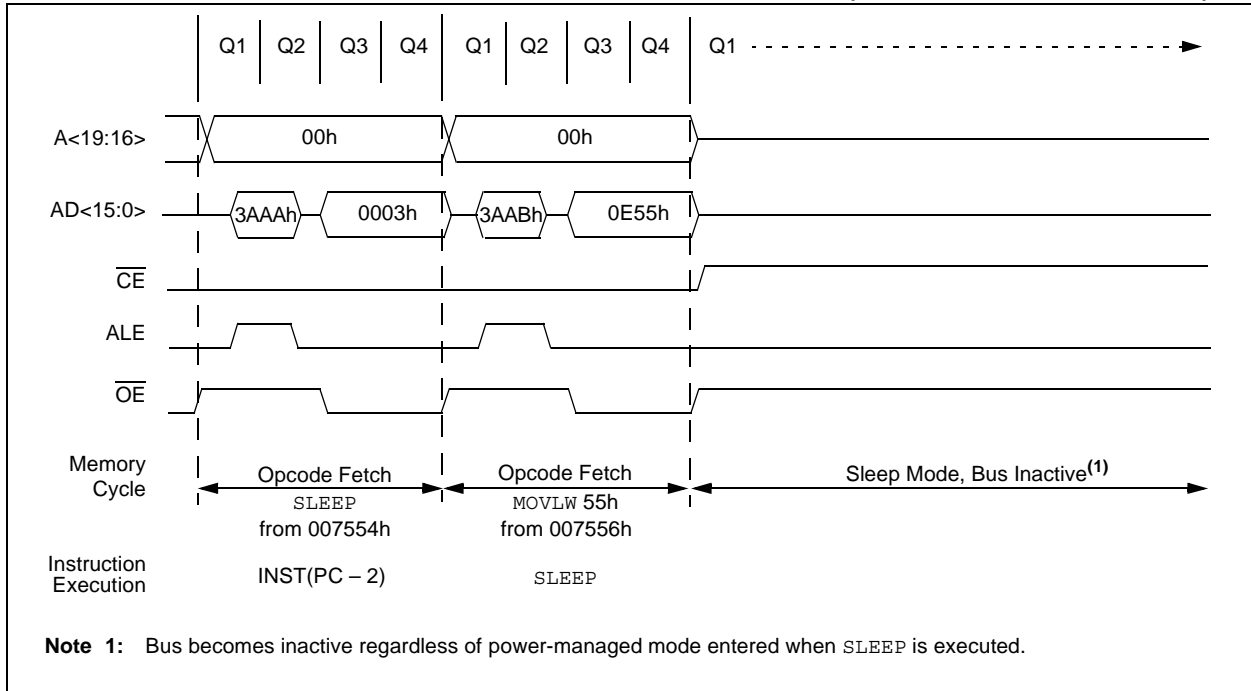 Q1 Q2 Q3 Q4 Q1 Q2 Q3 Q4 Q1
A<19:16> 00h 00h
AD<15:0> 3AAAh 0003h 3AABh 0E55h
CE
ALE
OE
Memory Cycle
Opcode Fetch
SLEEP
from 007554h
Opcode Fetch
MOVLW 55h
from 007556h
Sleep Mode, Bus Inactive(1)
Instruction Execution
INST(PC – 2)
SLEEP
Note 1: Bus becomes inactive regardless of power-managed mode entered when SLEEP is executed.